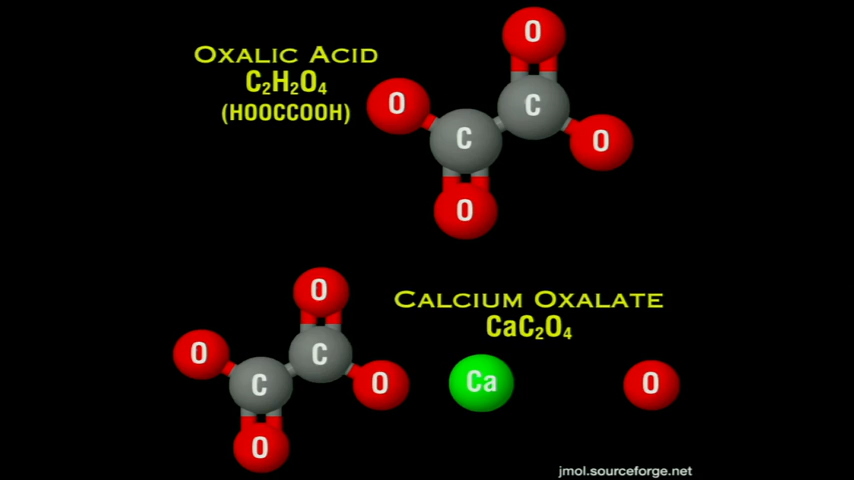 OXALIC ACID
C₂H₂O₄
(HOOCCOOH)
O
O
C
C
O
O
CALCIUM OXALATE
CaC₂O₄
O
O
C
C
O
Ca
O
O
jmol.sourceforge.net